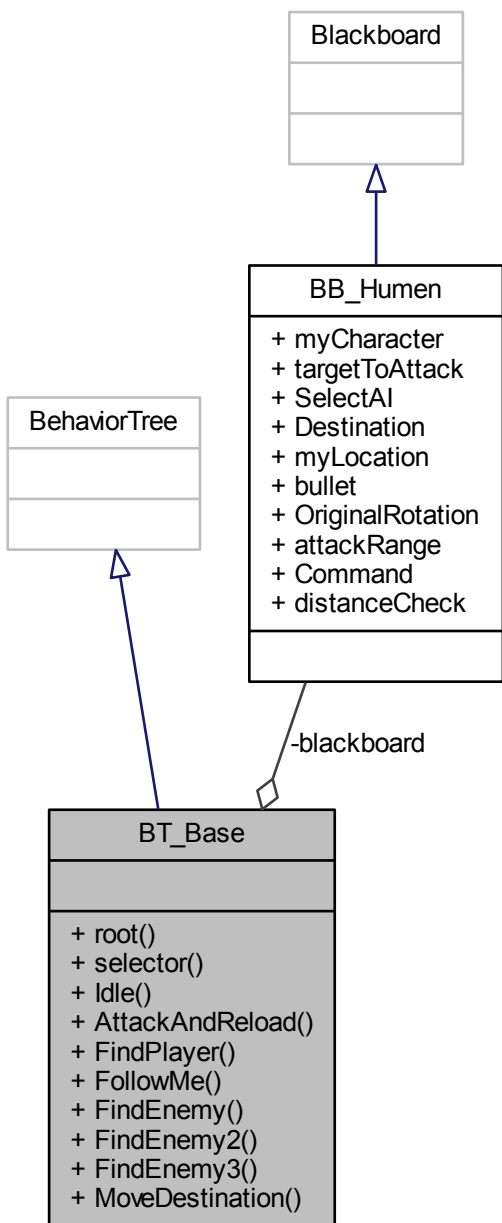 Blackboard
BB_Humen
+ myCharacter
+ targetToAttack
+ SelectAI
+ Destination
+ myLocation
+ bullet
+ OriginalRotation
+ attackRange
+ Command
+ distanceCheck
BehaviorTree
-blackboard
BT_Base
+ root()
+ selector()
+ Idle()
+ AttackAndReload()
+ FindPlayer()
+ FollowMe()
+ FindEnemy()
+ FindEnemy2()
+ FindEnemy3()
+ MoveDestination()